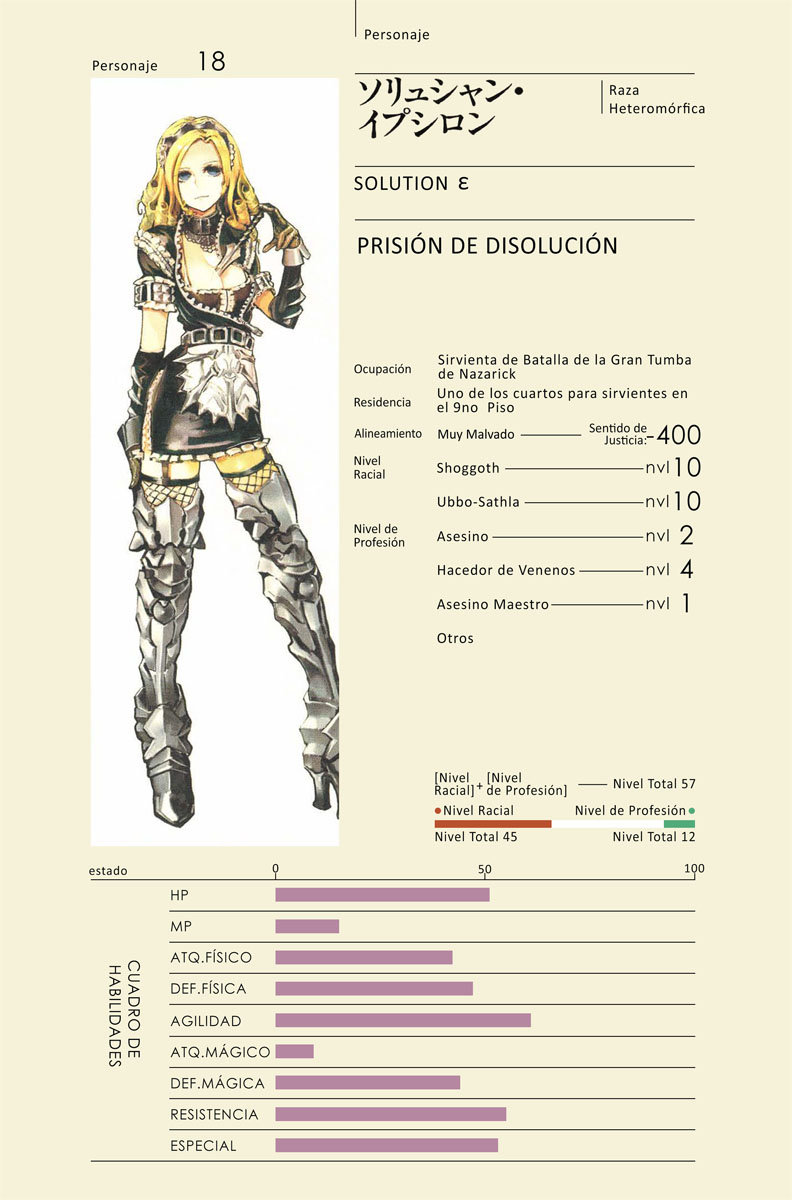 Personaje
Personaje 18
ソリュシャン・
イプシロン
Raza
Heteromórfica
SOLUTION ε
PRISIÓN DE DISOLUCIÓN
Ocupación
Sirvienta de Batalla de la Gran Tumba
de Nazarick
Residencia
Uno de los cuartos para sirvientes en
el 9no Piso
Alineamiento
Muy Malvado
Sentido de
Justicia:-400
Nivel
Racial
Shoggoth nvl 10
Ubbo-Sathla nvl 10
Nivel de
Profesión
Asesino nvl 2
Hacedor de Venenos nvl 4
Asesino Maestro nvl 1
Otros
[Nivel
Racial]+[Nivel
de Profesión]
Nivel Total 57
Nivel Racial
Nivel de Profesión
Nivel Total 45
Nivel Total 12
estado
0 50 100
CUADRO DE
HABILIDADES
HP
MP
ATQ.FÍSICO
DEF.FÍSICA
AGILIDAD
ATQ.MÁGICO
DEF.MÁGICA
RESISTENCIA
ESPECIAL